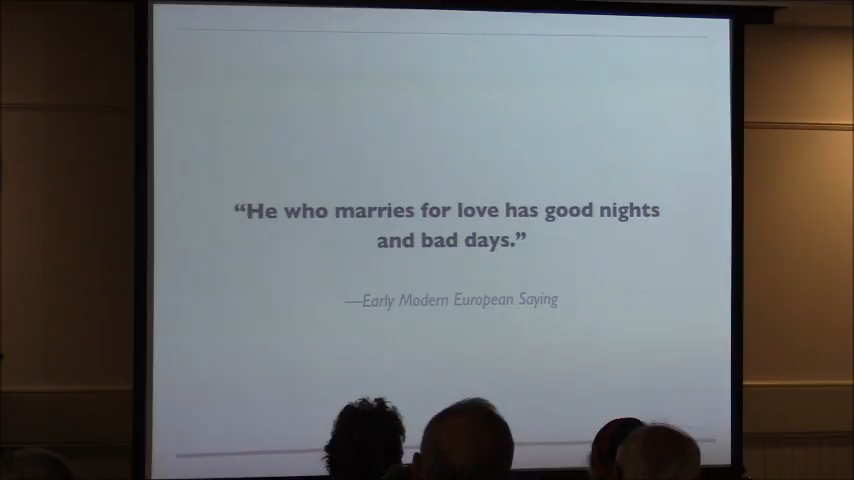 “He who marries for love has good nights
and bad days.”
—Early Modern European Saying